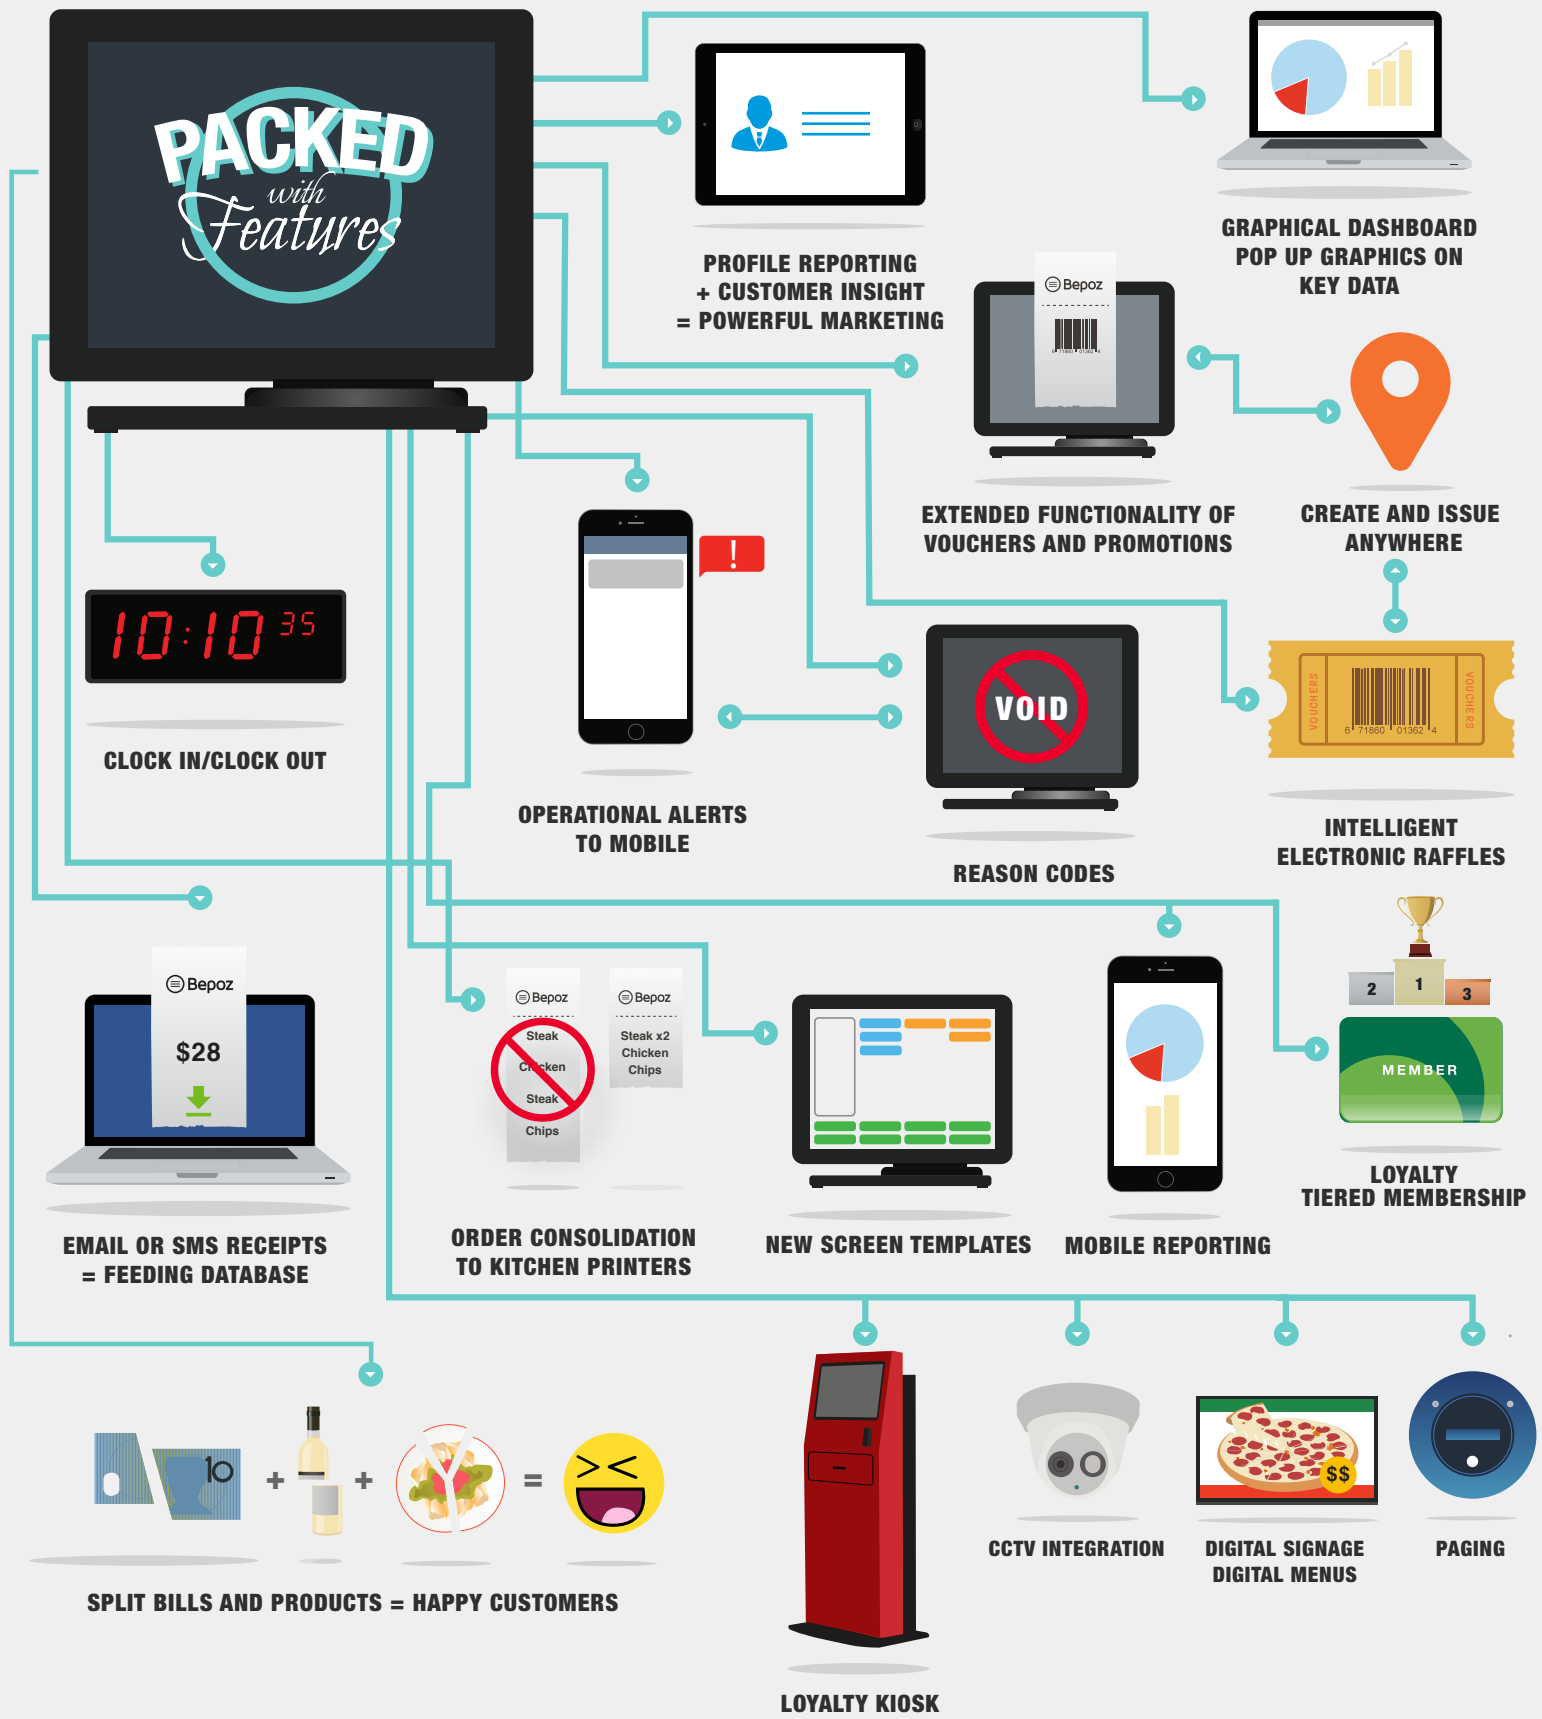 PACKED
with
Features
PROFILE REPORTING
+ CUSTOMER INSIGHT
= POWERFUL MARKETING
GRAPHICAL DASHBOARD
POP UP GRAPHICS ON
KEY DATA
Bepoz
6 71860 01362 4
EXTENDED FUNCTIONALITY OF
VOUCHERS AND PROMOTIONS
CREATE AND ISSUE
ANYWHERE
10:10 35
CLOCK IN/CLOCK OUT
!
OPERATIONAL ALERTS
TO MOBILE
VOID
REASON CODES
VOUCHERS
6 71860 01362 4
VOUCHERS
INTELLIGENT
ELECTRONIC RAFFLES
Bepoz
$28
EMAIL OR SMS RECEIPTS
= FEEDING DATABASE
Bepoz
Steak
Chicken
Steak
Chips
Bepoz
Steak x2
Chicken
Chips
ORDER CONSOLIDATION
TO KITCHEN PRINTERS
NEW SCREEN TEMPLATES
MOBILE REPORTING
2
1
3
MEMBER
LOYALTY
TIERED MEMBERSHIP
10
+
+
=
SPLIT BILLS AND PRODUCTS = HAPPY CUSTOMERS
LOYALTY KIOSK
CCTV INTEGRATION
$$
DIGITAL SIGNAGE
DIGITAL MENUS
PAGING